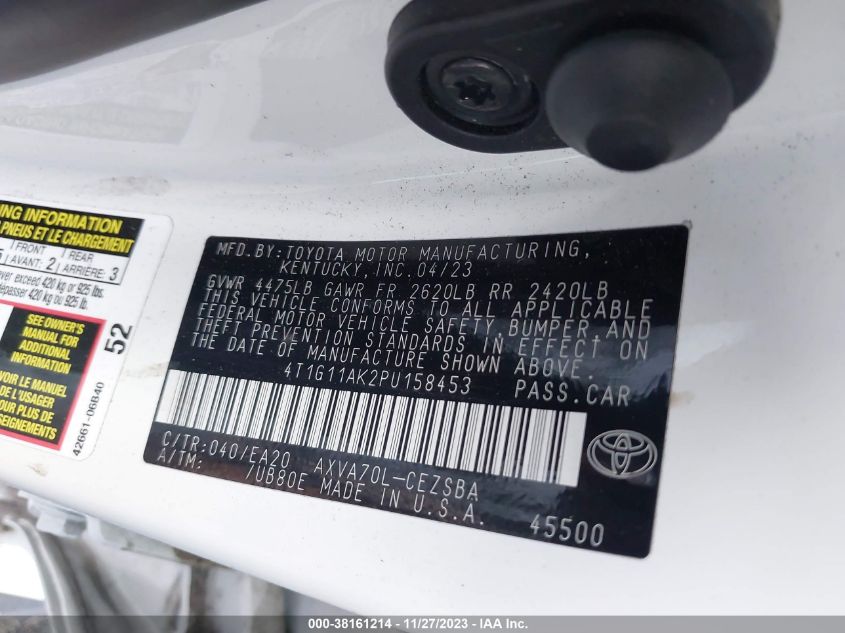 NG INFORMATION
PNEUS ET LE CHARGEMENT
FRONT REAR
AVANT: 2 ARRIÈRE: 3
ever exceed 420 kg or 925 lbs.
dépasser 420 kg ou 925 lb.
SEE OWNER'S
MANUAL FOR
ADDITIONAL
INFORMATION
VOIR LE MANUEL
DE L'USAGER
POUR PLUS DE
SEIGNEMENTS
52
42661-06B40
MFD. BY: TOYOTA MOTOR MANUFACTURING,
KENTUCKY, INC. 04/23
GVWR 4475LB GAWR FR 2620LB RR 2420LB
THIS VEHICLE CONFORMS TO ALL APPLICABLE
FEDERAL MOTOR VEHICLE SAFETY, BUMPER, AND
THEFT PREVENTION STANDARDS IN EFFECT ON
THE DATE OF MANUFACTURE SHOWN ABOVE.
4T1G11AK2PU158453 PASS.CAR
C/TR: 040/EA20 AXVA70L-CEZSBA
A/TM: /UB80E MADE IN U.S.A.
45500
000-38161214 - 11/27/2023 - IAA Inc.